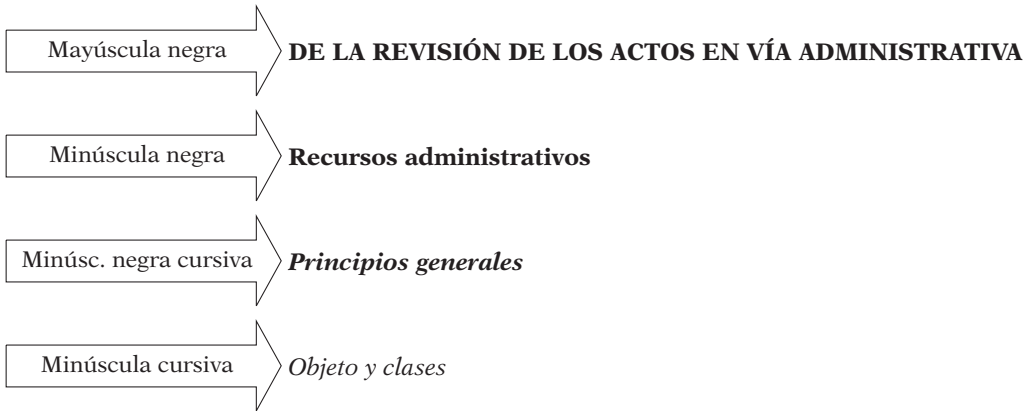 Mayúscula negra DE LA REVISIÓN DE LOS ACTOS EN VÍA ADMINISTRATIVA
Minúscula negra Recursos administrativos
Minúsc. negra cursiva Principios generales
Minúscula cursiva Objeto y clases